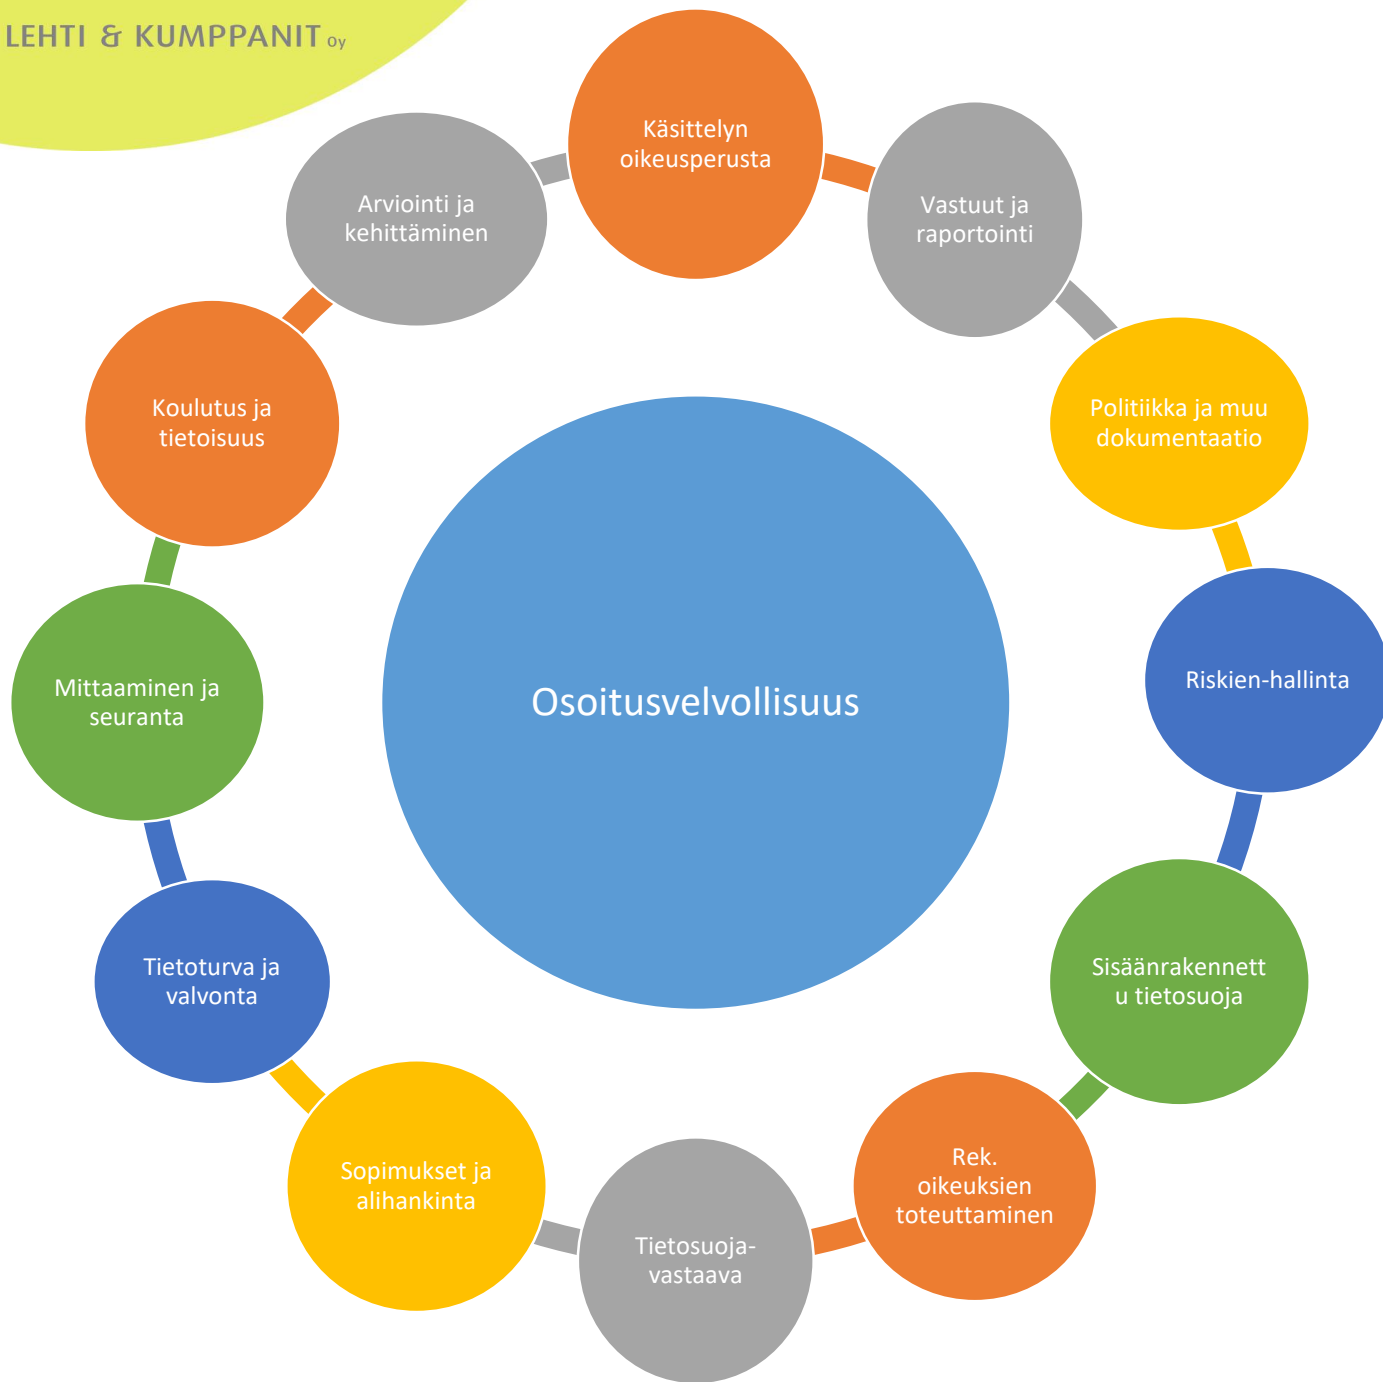 LEHTI & KUMPPANIT Oy
Käsittelyn
oikeusperusta
Vastuut ja
raportointi
Politiikka ja muu
dokumentaatio
Riskien-hallinta
Sisäänrakennett
u tietosuoja
Rek.
oikeuksien
toteuttaminen
Tietosuoja-
vastaava
Sopimukset ja
alihankinta
Tietoturva ja
valvonta
Mittaaminen ja
seuranta
Koulutus ja
tietoisuus
Arviointi ja
kehittäminen
Osoitusvelvollisuus